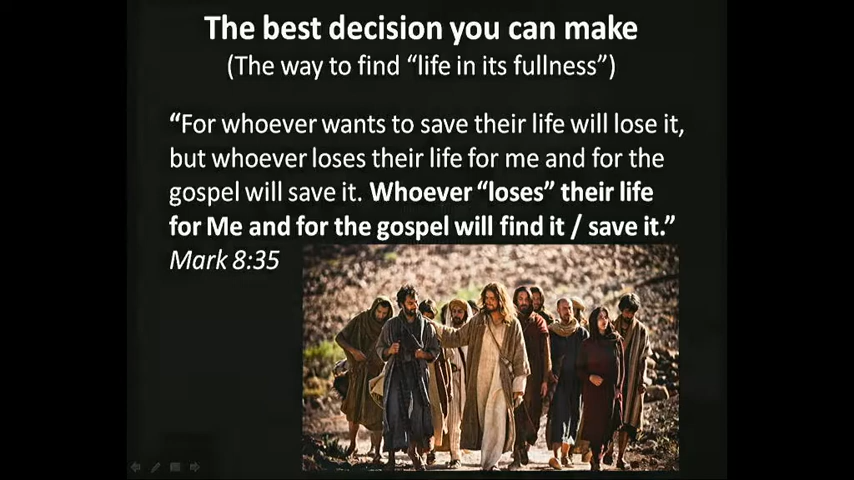 The best decision you can make
(The way to find “life in its fullness”)
“For whoever wants to save their life will lose it,
but whoever loses their life for me and for the
gospel will save it. Whoever “loses” their life
for Me and for the gospel will find it / save it.”
Mark 8:35